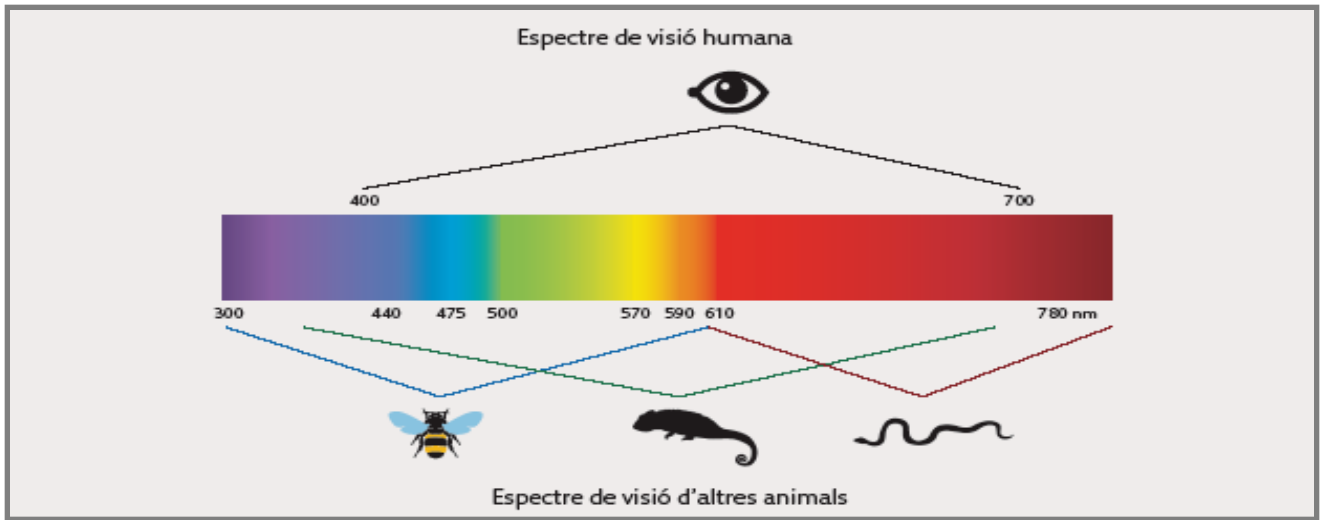 Espectre de visió humana
400 700
300 440 475 500 570 590 610 780 nm
Espectre de visió d'altres animals